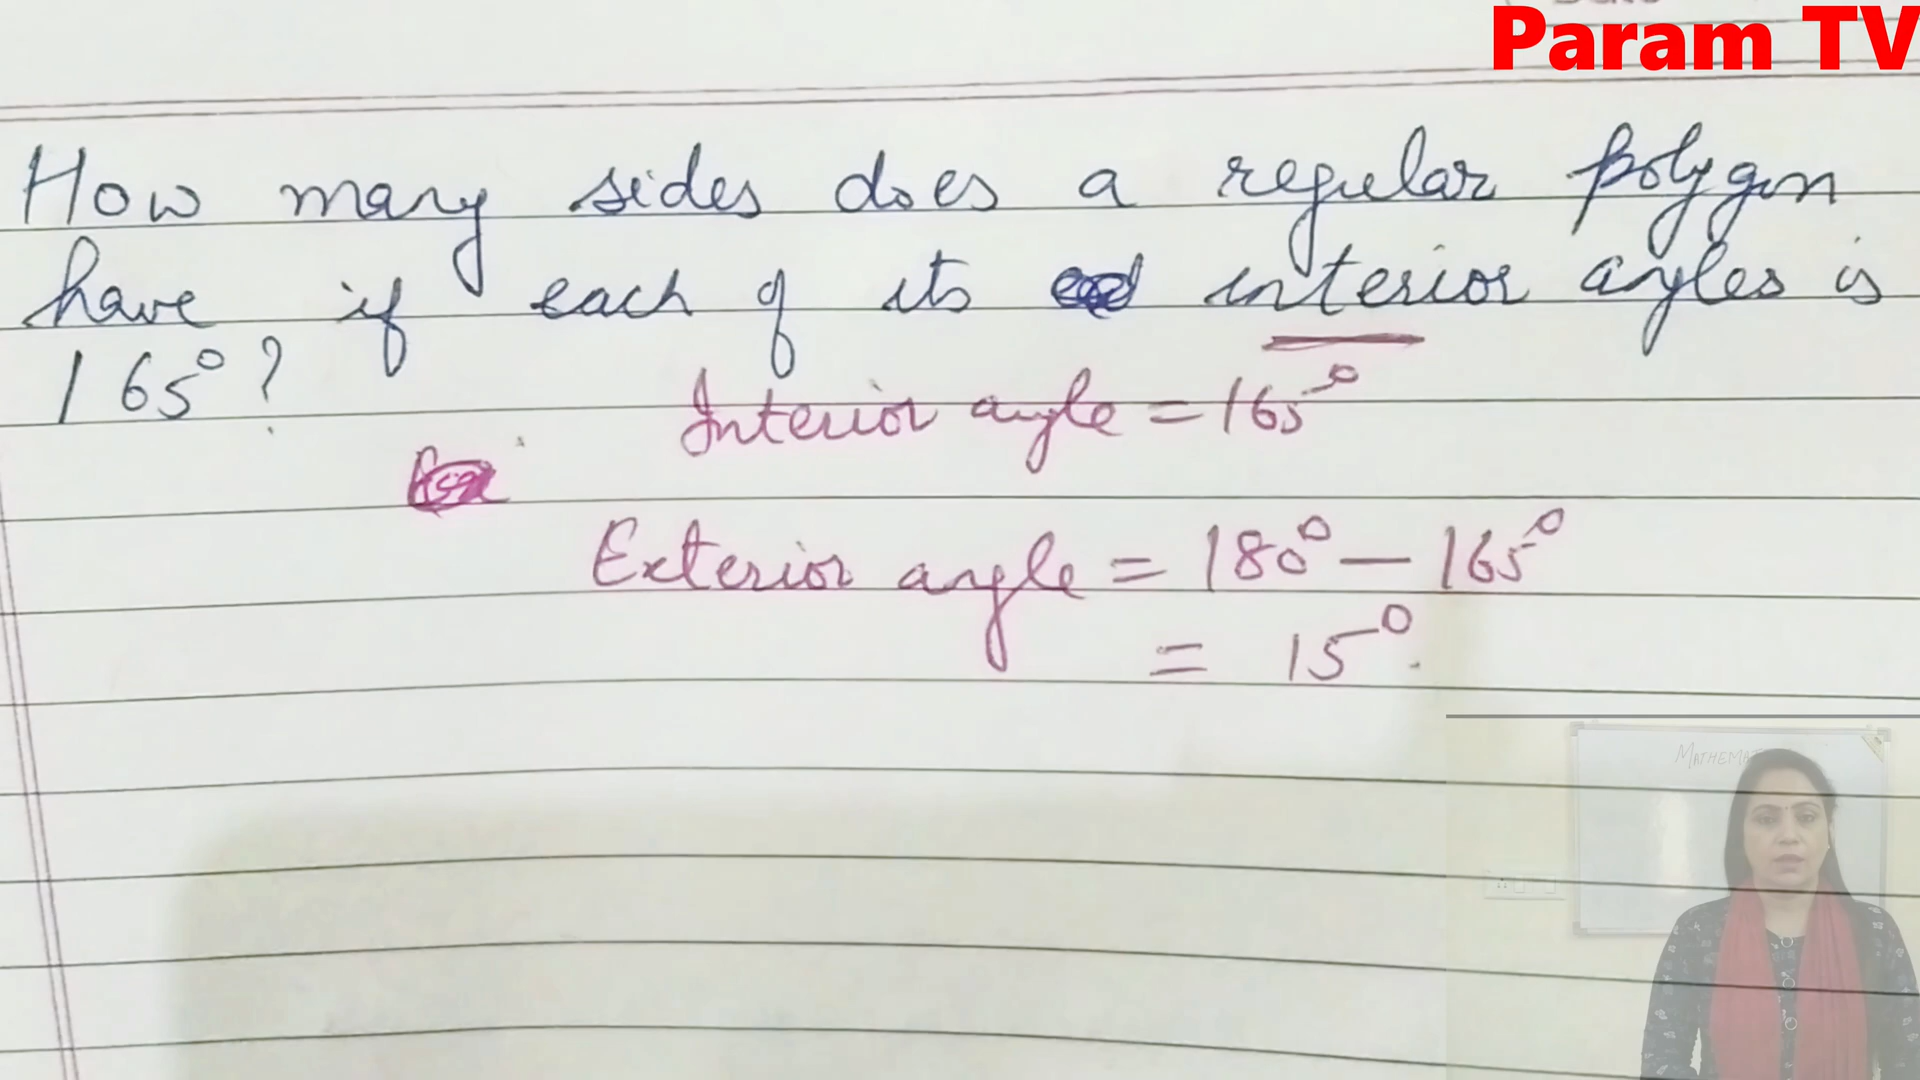 Param TV
How many sides does a regular polygon
have if each of its interior angles is
165°?
Interior angle = 165°
Exterior angle = 180° - 165°
= 15°